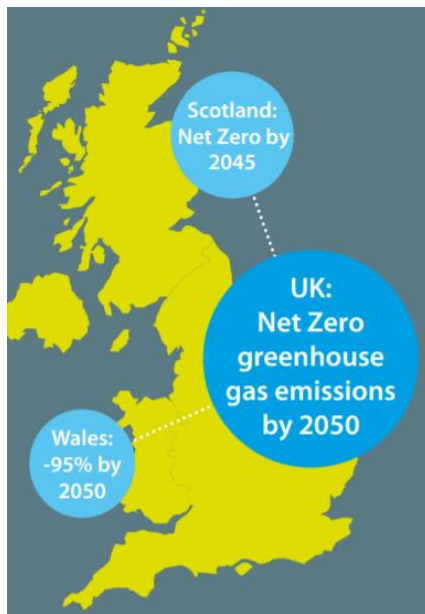 Scotland:
Net Zero by
2045
UK:
Net Zero
greenhouse
gas emissions
by 2050
Wales:
-95% by
2050